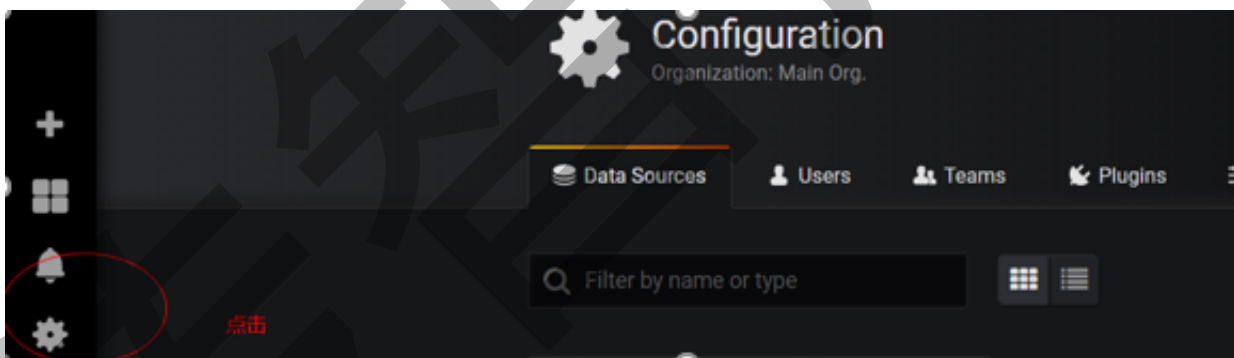 Configuration
Organization: Main Org.
Data Sources
Users
Teams
Plugins
Filter by name or type
点击